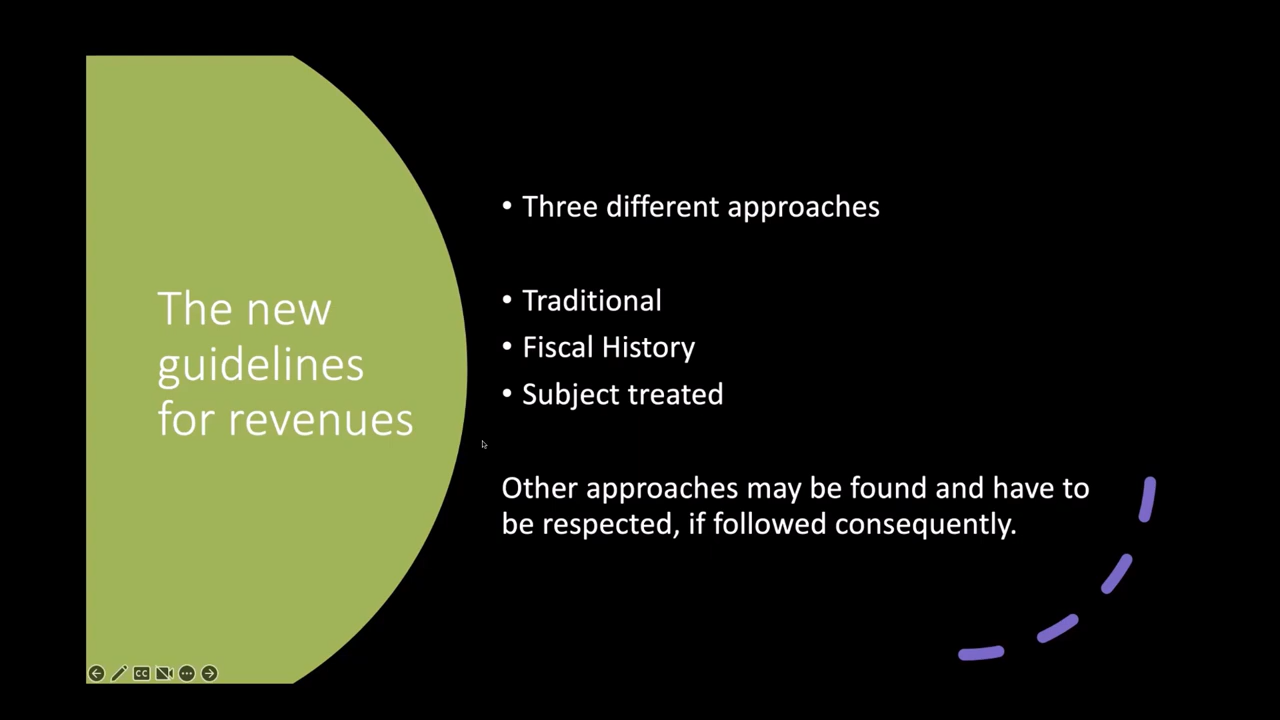 The new
guidelines
for revenues
• Three different approaches
• Traditional
• Fiscal History
• Subject treated
Other approaches may be found and have to
be respected, if followed consequently.
CC